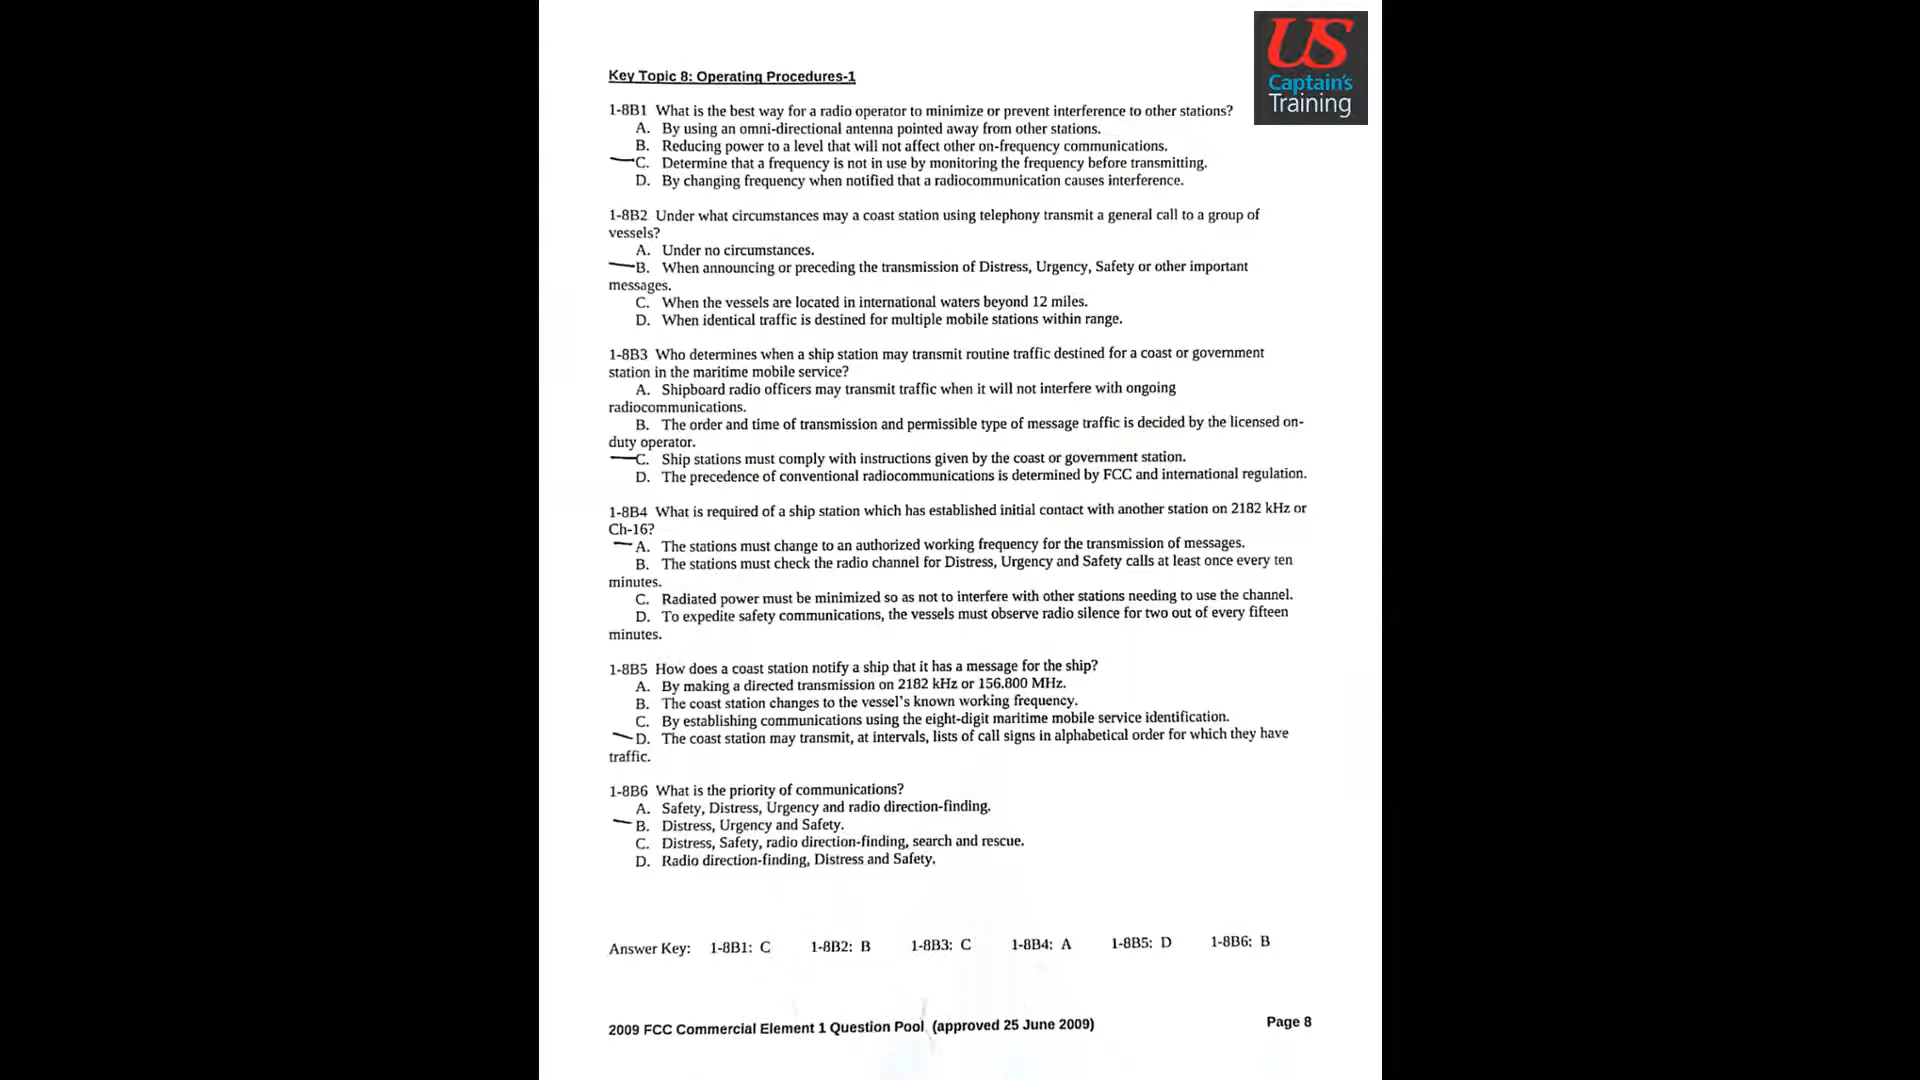 US
Captain's
Training
Key Topic 8: Operating Procedures-1
1-8B1 What is the best way for a radio operator to minimize or prevent interference to other stations?
A. By using an omni-directional antenna pointed away from other stations.
B. Reducing power to a level that will not affect other on-frequency communications.
C. Determine that a frequency is not in use by monitoring the frequency before transmitting.
D. By changing frequency when notified that a radiocommunication causes interference.
1-8B2 Under what circumstances may a coast station using telephony transmit a general call to a group of
vessels?
A. Under no circumstances.
B. When announcing or preceding the transmission of Distress, Urgency, Safety or other important
messages.
C. When the vessels are located in international waters beyond 12 miles.
D. When identical traffic is destined for multiple mobile stations within range.
1-8B3 Who determines when a ship station may transmit routine traffic destined for a coast or government
station in the maritime mobile service?
A. Shipboard radio officers may transmit traffic when it will not interfere with ongoing
radiocommunications.
B. The order and time of transmission and permissible type of message traffic is decided by the licensed on-
duty operator.
C. Ship stations must comply with instructions given by the coast or government station.
D. The precedence of conventional radiocommunications is determined by FCC and international regulation.
1-8B4 What is required of a ship station which has established initial contact with another station on 2182 kHz or
Ch-16?
A. The stations must change to an authorized working frequency for the transmission of messages.
B. The stations must check the radio channel for Distress, Urgency and Safety calls at least once every ten
minutes.
C. Radiated power must be minimized so as not to interfere with other stations needing to use the channel.
D. To expedite safety communications, the vessels must observe radio silence for two out of every fifteen
minutes.
1-8B5 How does a coast station notify a ship that it has a message for the ship?
A. By making a directed transmission on 2182 kHz or 156.800 MHz.
B. The coast station changes to the vessel's known working frequency.
C. By establishing communications using the eight-digit maritime mobile service identification.
D. The coast station may transmit, at intervals, lists of call signs in alphabetical order for which they have
traffic.
1-8B6 What is the priority of communications?
A. Safety, Distress, Urgency and radio direction-finding.
B. Distress, Urgency and Safety.
C. Distress, Safety, radio direction-finding, search and rescue.
D. Radio direction-finding, Distress and Safety.
Answer Key: 1-8B1: C 1-8B2: B 1-8B3: C 1-8B4: A 1-8B5: D 1-8B6: B
2009 FCC Commercial Element 1 Question Pool (approved 25 June 2009) Page 8